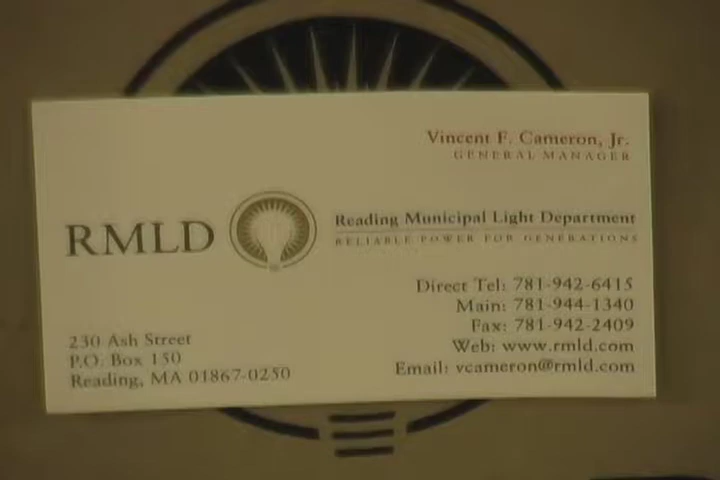 Vincent F. Cameron, Jr.
GENERAL MANAGER
RMLD
Reading Municipal Light Department
RELIABLE POWER FOR GENERATIONS
Direct Tel: 781-942-6415
Main: 781-944-1340
Fax: 781-942-2409
Web: www.rmld.com
Email: vcameron@rmld.com
230 Ash Street
P.O. Box 150
Reading, MA 01867-0250